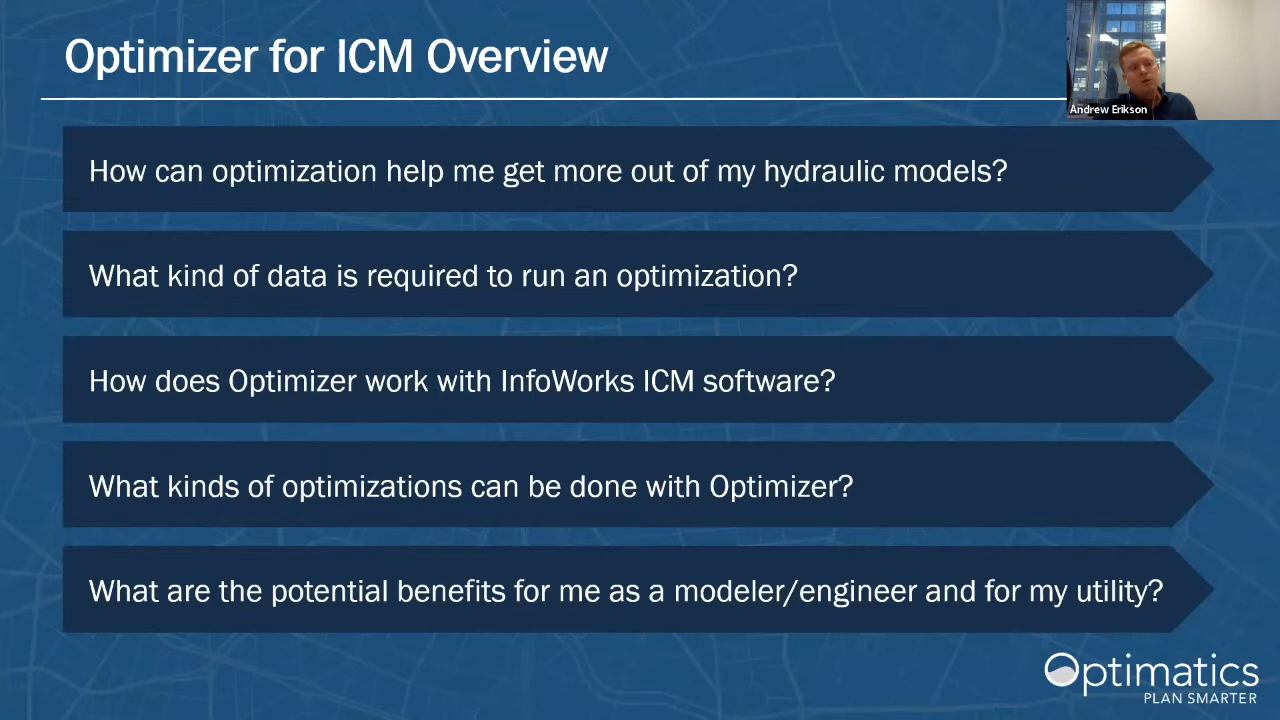 Optimizer for ICM Overview
Andrew Erikson
How can optimization help me get more out of my hydraulic models?
What kind of data is required to run an optimization?
How does Optimizer work with InfoWorks ICM software?
What kinds of optimizations can be done with Optimizer?
What are the potential benefits for me as a modeler/engineer and for my utility?
Optimatics
PLAN SMARTER